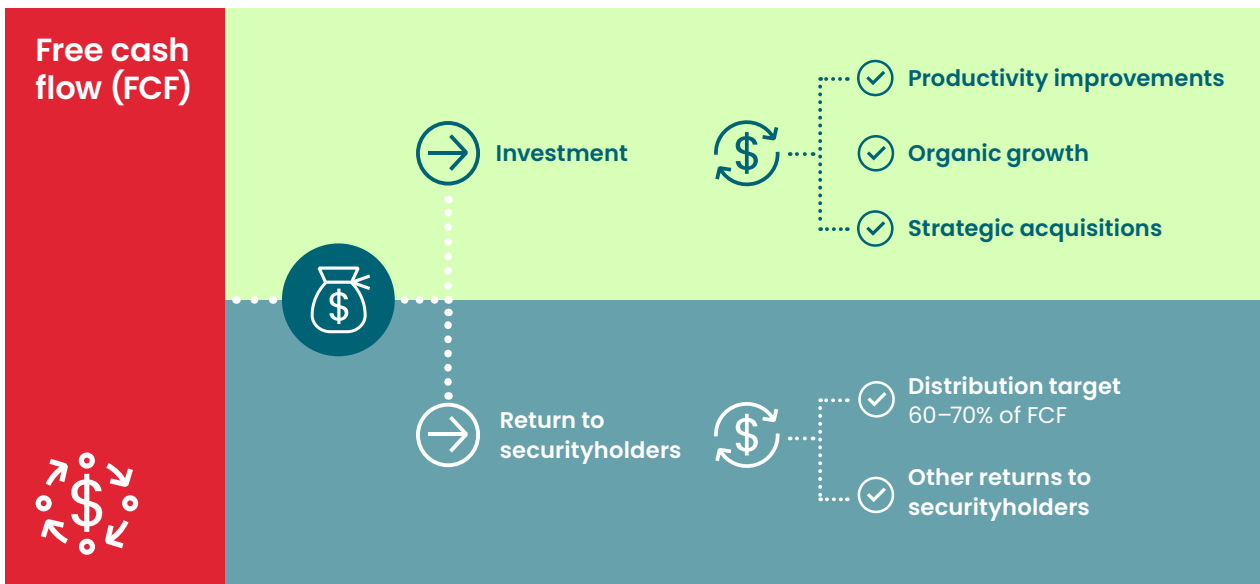 Free cash
flow (FCF)
Investment
Productivity improvements
Organic growth
Strategic acquisitions
Return to
securityholders
Distribution target
60–70% of FCF
Other returns to
securityholders